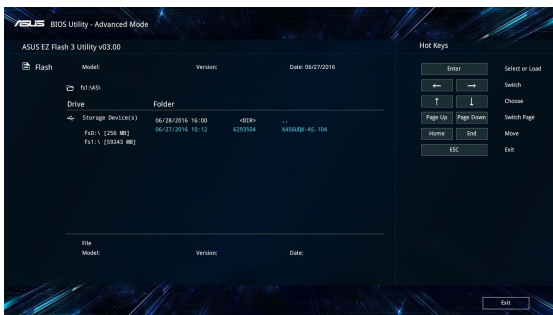 ASUS BIOS Utility - Advanced Mode
ASUS EZ Flash 3 Utility v03.00
Hot Keys
Flash
Model: Version: Date: 06/27/2016
fs1:\AS\
Drive Folder
Storage Device(s)
fs0:\ [256 MB]
fs1:\ [59243 MB]
06/28/2016 16:00 <DIR> ..
06/27/2016 10:12 6293504 X456UQK-AS.104
File
Model: Version: Date:
Enter Select or Load
← → Switch
↑ ↓ Choose
Page Up Page Down Switch Page
Home End Move
ESC Exit
Exit